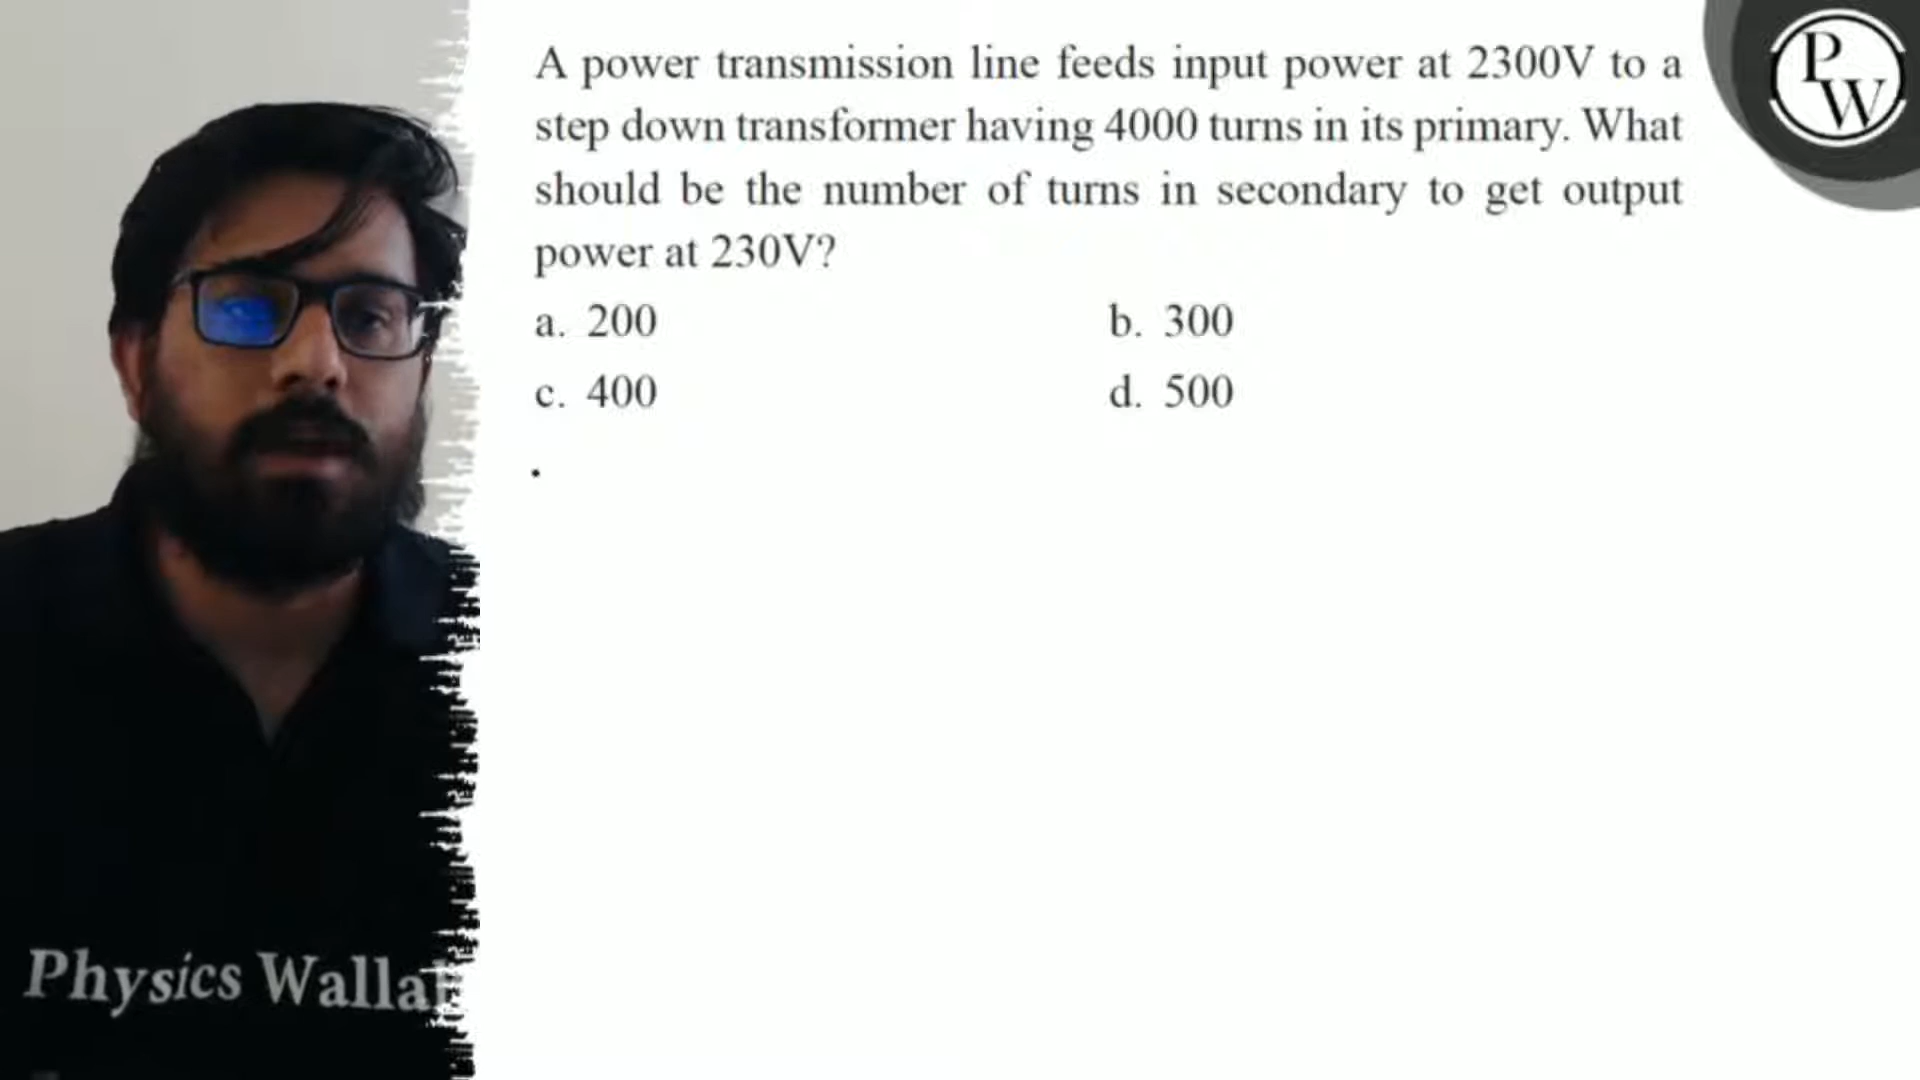 A power transmission line feeds input power at 2300V to a
step down transformer having 4000 turns in its primary. What
should be the number of turns in secondary to get output
power at 230V?
a. 200 b. 300
c. 400 d. 500
.
P
W
Physics Wallah